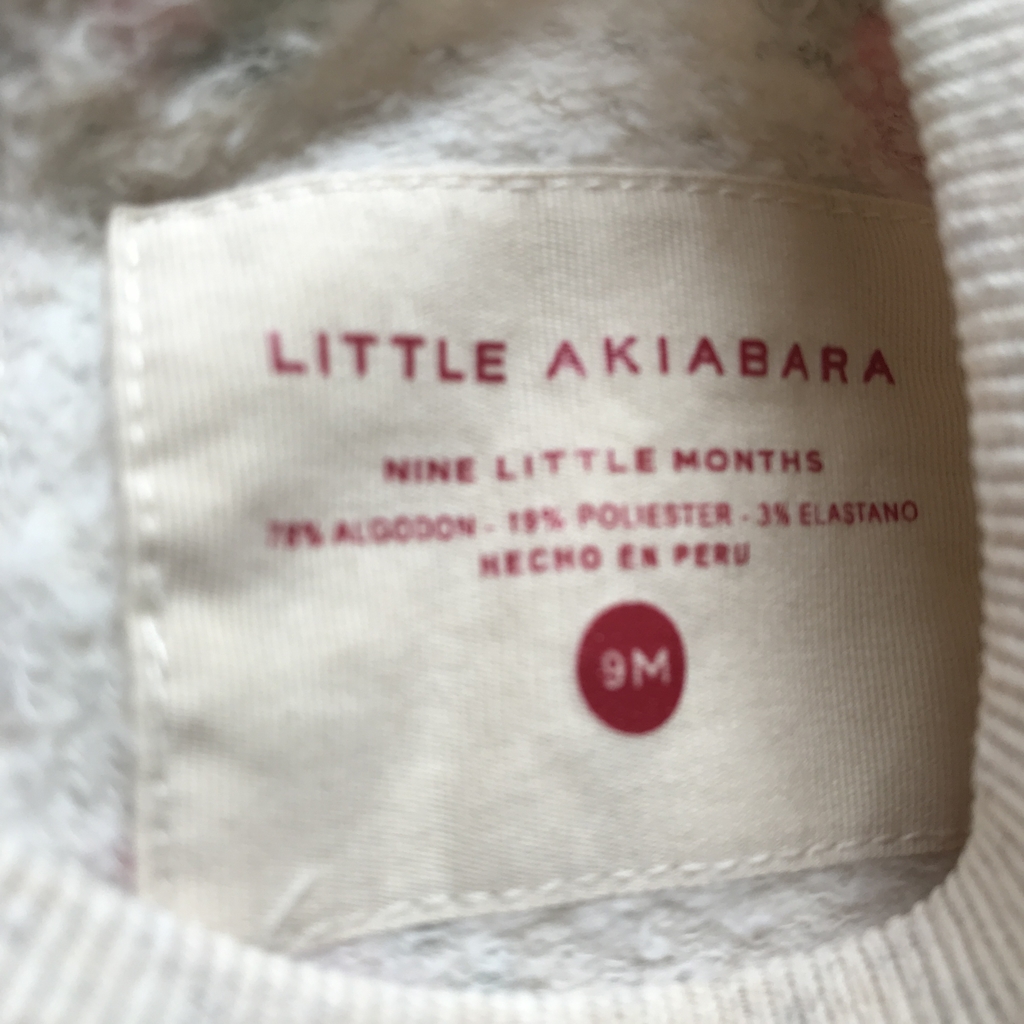 LITTLE AKIABARA
NINE LITTLE MONTHS
78% ALGODON - 19% POLIESTER - 3% ELASTANO
HECHO EN PERU
9M